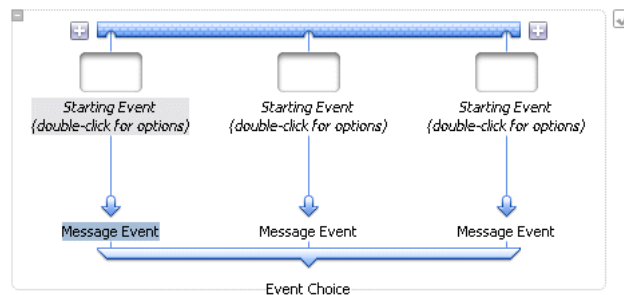 Starting Event
(double-click for options)
Starting Event
(double-click for options)
Starting Event
(double-click for options)
Message Event
Message Event
Message Event
Event Choice